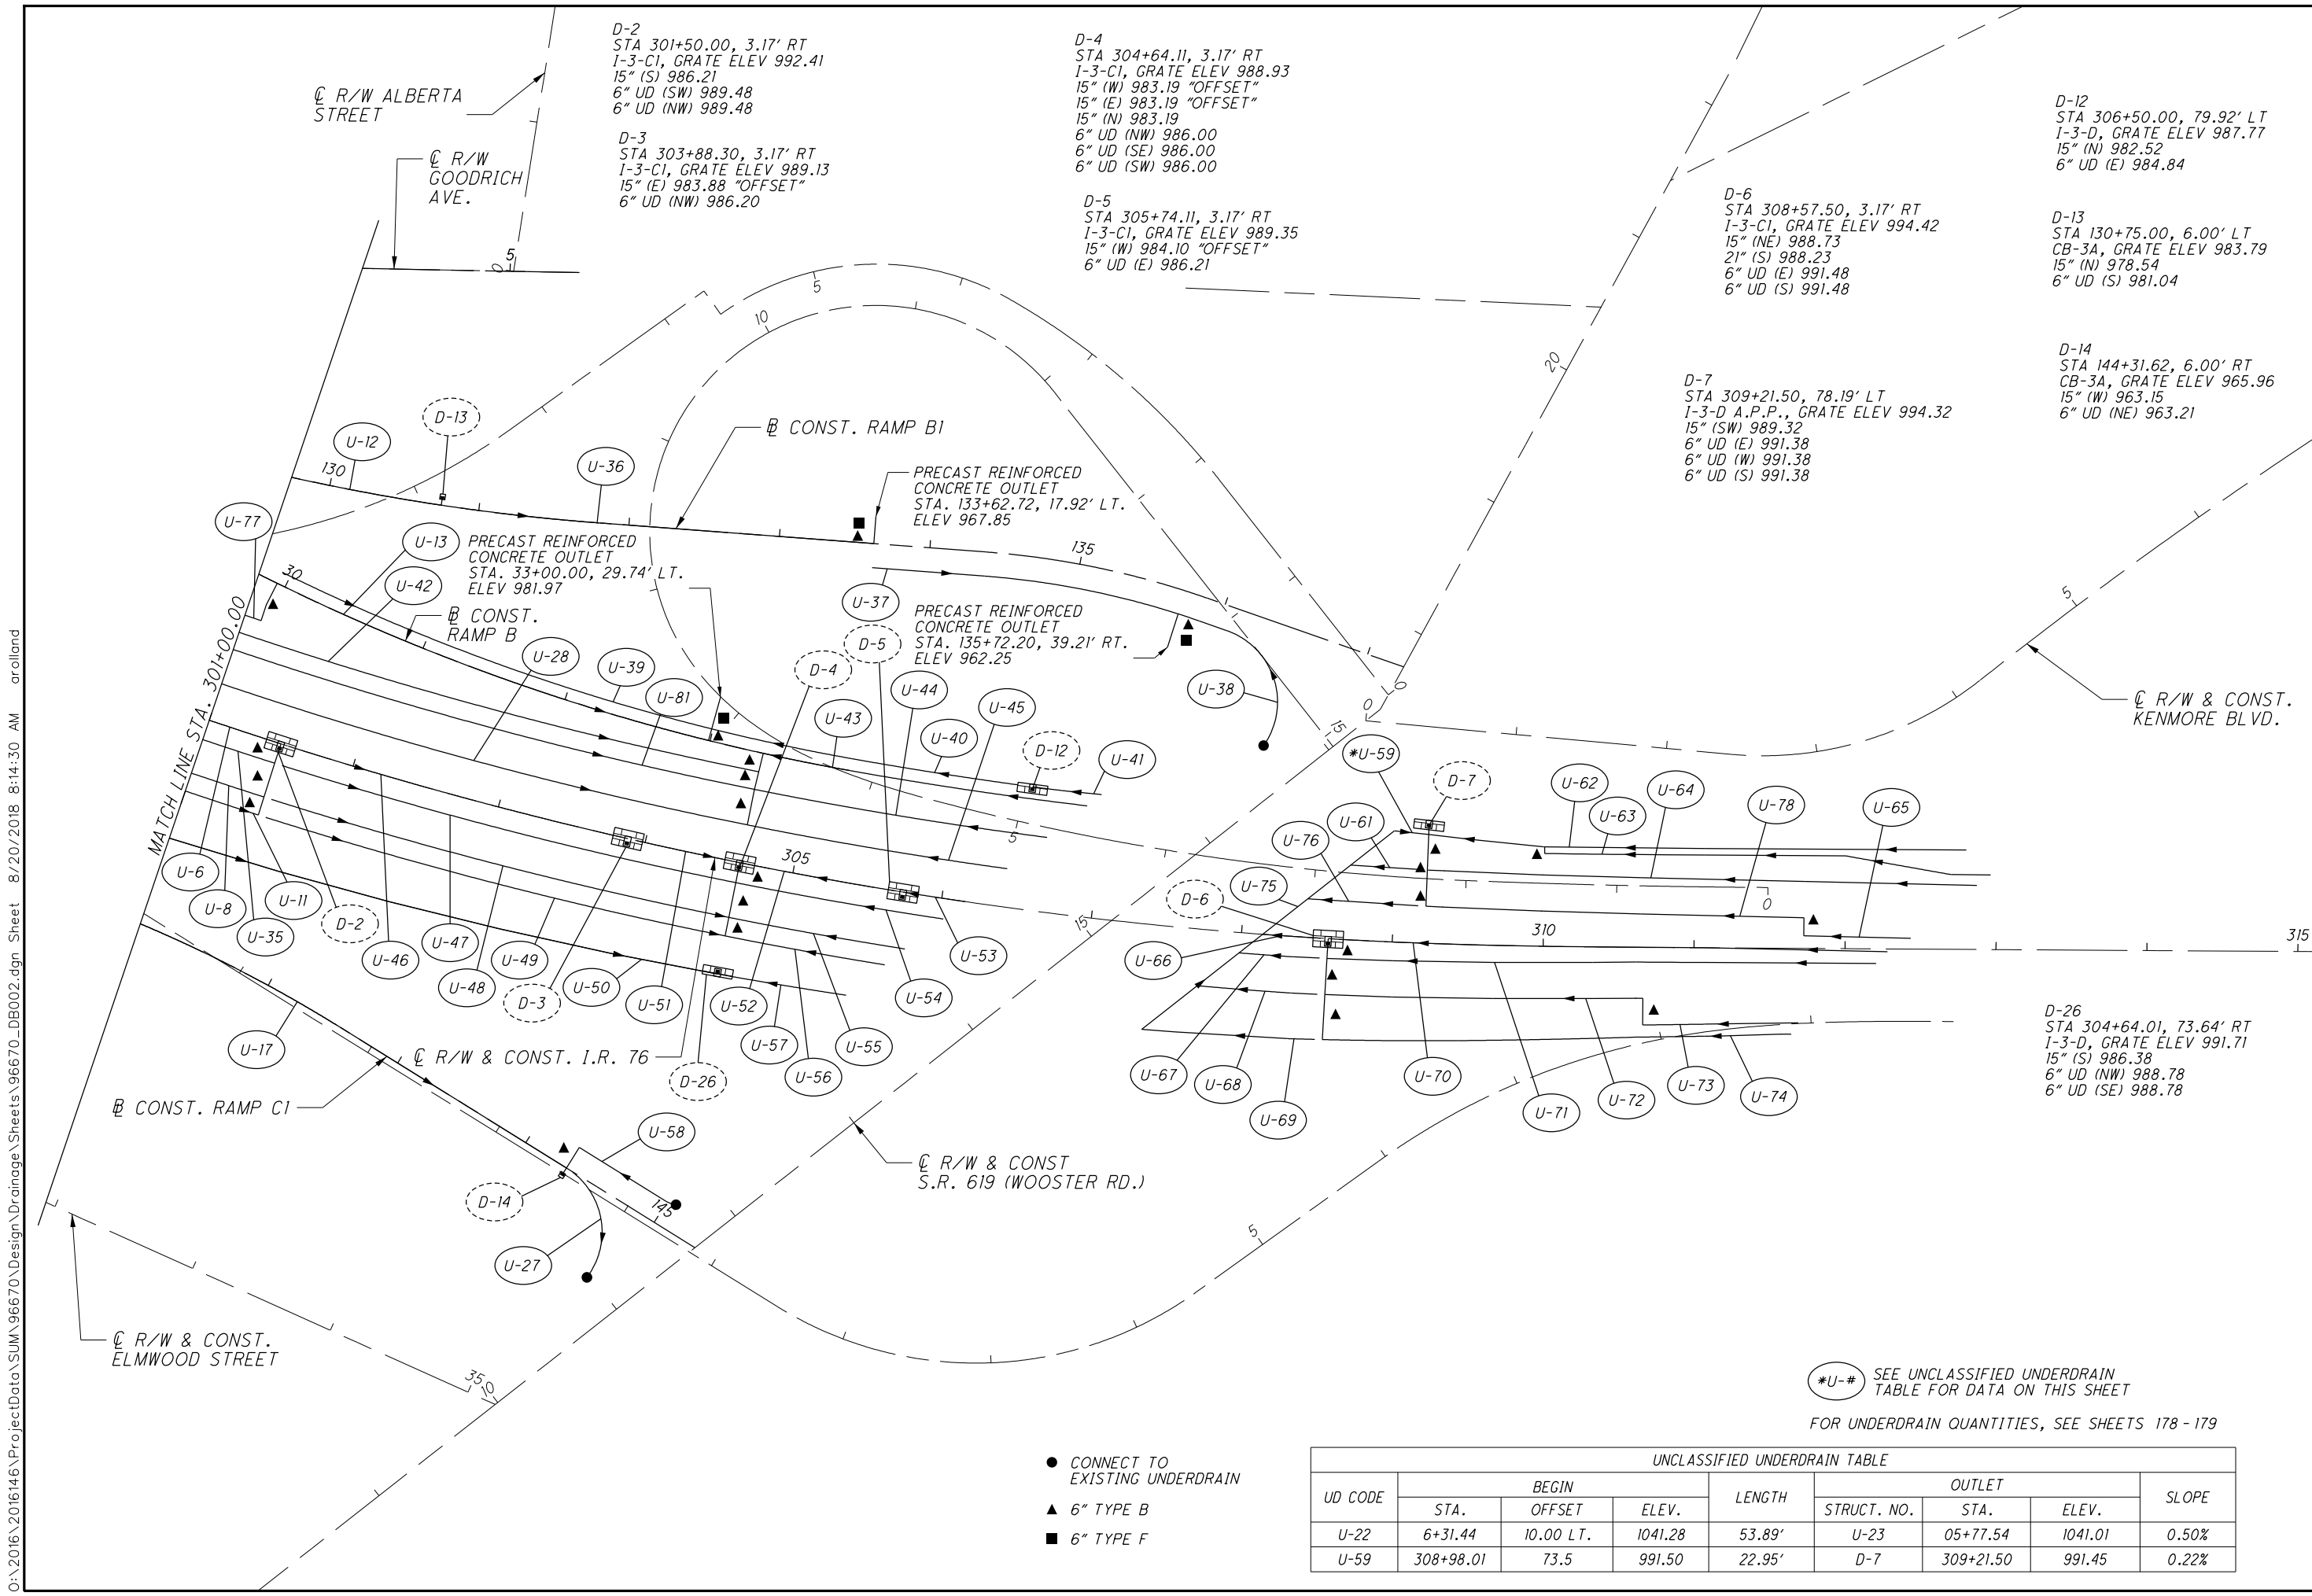 D-2
STA 301+50.00, 3.17' RT
I-3-C1, GRATE ELEV 992.41
15" (S) 986.21
6" UD (SW) 989.48
6" UD (NW) 989.48
D-3
STA 303+88.30, 3.17' RT
I-3-C1, GRATE ELEV 989.13
15" (E) 983.88 "OFFSET"
6" UD (NW) 986.20
D-4
STA 304+64.11, 3.17' RT
I-3-C1, GRATE ELEV 988.93
15" (W) 983.19 "OFFSET"
15" (E) 983.19 "OFFSET"
15" (N) 983.19
6" UD (NW) 986.00
6" UD (SE) 986.00
6" UD (SW) 986.00
D-5
STA 305+74.11, 3.17' RT
I-3-C1, GRATE ELEV 989.35
15" (W) 984.10 "OFFSET"
6" UD (E) 986.21
D-6
STA 308+57.50, 3.17' RT
I-3-C1, GRATE ELEV 994.42
15" (NE) 988.73
21" (S) 988.23
6" UD (E) 991.48
6" UD (S) 991.48
D-12
STA 306+50.00, 79.92' LT
I-3-D, GRATE ELEV 987.77
15" (N) 982.52
6" UD (E) 984.84
D-13
STA 130+75.00, 6.00' LT
CB-3A, GRATE ELEV 983.79
15" (N) 978.54
6" UD (S) 981.04
D-7
STA 309+21.50, 78.19' LT
I-3-D A.P.P., GRATE ELEV 994.32
15" (SW) 989.32
6" UD (E) 991.38
6" UD (W) 991.38
6" UD (S) 991.38
D-14
STA 144+31.62, 6.00' RT
CB-3A, GRATE ELEV 965.96
15" (W) 963.15
6" UD (NE) 963.21
℄ R/W ALBERTA
STREET
℄ R/W
GOODRICH
AVE.
5
0
5
10
20
D-13
U-12
130
U-36
B CONST. RAMP B1
PRECAST REINFORCED
CONCRETE OUTLET
STA. 133+62.72, 17.92' LT.
ELEV 967.85
U-77
U-13
PRECAST REINFORCED
CONCRETE OUTLET
STA. 33+00.00, 29.74' LT.
ELEV 981.97
30
U-42
B CONST.
RAMP B
135
U-37
PRECAST REINFORCED
CONCRETE OUTLET
STA. 135+72.20, 39.21' RT.
ELEV 962.25
D-5
U-28
U-39
D-4
U-81
U-44
U-38
U-43
U-45
U-40
D-12
U-41
0
0
15
5
℄ R/W & CONST.
KENMORE BLVD.
MATCH LINE STA. 301+00.00
*U-59
D-7
U-62
U-63
U-64
U-78
U-65
U-76
U-61
U-75
D-6
5
305
0
310
315
15
U-6
U-8
U-11
U-35
D-2
U-46
U-47
U-48
U-49
D-3
U-50
U-51
U-52
U-53
U-54
U-55
U-56
U-57
D-26
U-66
U-67
U-68
U-69
U-70
U-71
U-72
U-73
U-74
D-26
STA 304+64.01, 73.64' RT
I-3-D, GRATE ELEV 991.71
15" (S) 986.38
6" UD (NW) 988.78
6" UD (SE) 988.78
U-17
℄ R/W & CONST. I.R. 76
B CONST. RAMP C1
U-58
D-14
145
U-27
℄ R/W & CONST
S.R. 619 (WOOSTER RD.)
5
℄ R/W & CONST.
ELMWOOD STREET
35
10
*U-# SEE UNCLASSIFIED UNDERDRAIN
TABLE FOR DATA ON THIS SHEET
FOR UNDERDRAIN QUANTITIES, SEE SHEETS 178 - 179
● CONNECT TO
EXISTING UNDERDRAIN
▲ 6" TYPE B
■ 6" TYPE F
UNCLASSIFIED UNDERDRAIN TABLE
UD CODE BEGIN LENGTH OUTLET SLOPE
STA. OFFSET ELEV. STRUCT. NO. STA. ELEV.
U-22 6+31.44 10.00 LT. 1041.28 53.89' U-23 05+77.54 1041.01 0.50%
U-59 308+98.01 73.5 991.50 22.95' D-7 309+21.50 991.45 0.22%
O:\2016\2016146\ProjectData\SUM\96670\Design\Drainage\Sheets\96670_DB002.dgn Sheet 8/20/2018 8:14:30 AM arolland